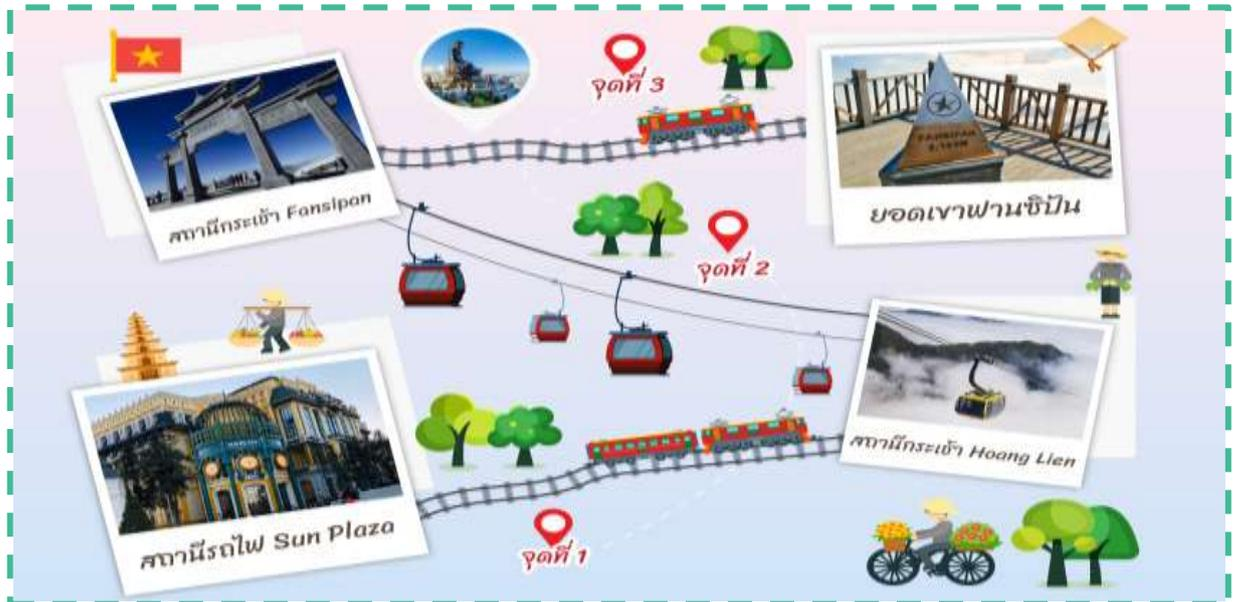 จุดที่ 3
สถานีกระเช้า Fansipan
FANSIPAN
3.143M
ยอดเขาฟานซิปัน
จุดที่ 2
สถานีกระเช้า Hoang Lien
สถานีรถไฟ Sun Plaza
จุดที่ 1